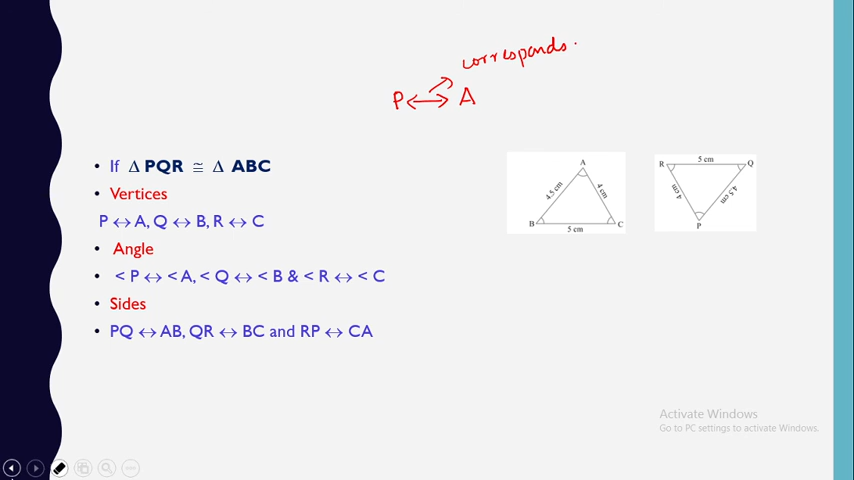 corresponds.
P ↔ A
• If Δ PQR ≅ Δ ABC
• Vertices
P ↔ A, Q ↔ B, R ↔ C
• Angle
• < P ↔ < A, < Q ↔ < B & < R ↔ < C
• Sides
• PQ ↔ AB, QR ↔ BC and RP ↔ CA
A
4.5 cm
4 cm
B
C
5 cm
5 cm
R
Q
4 cm
4.5 cm
P
Activate Windows
Go to PC settings to activate Windows.